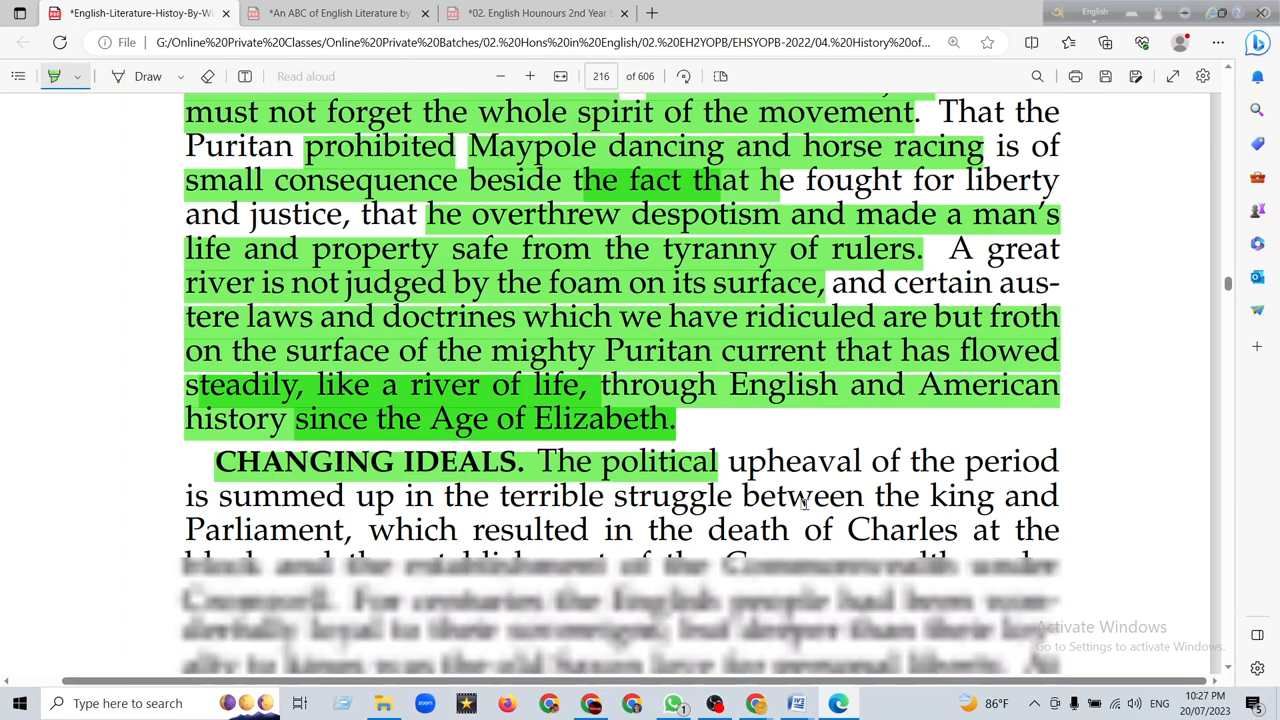 *English-Literature-Histoy-By-Wi
*An ABC of English Literature by
*02. English Hounours 2nd Year
English
File
G:/Online%20Private%20Classes/Online%20Private%20Batches/02.%20Hons%20in%20English/02.%20EH2YOPB/EHSYOPB-2022/04.%20History%20of...
Draw
Read aloud
216
of 606
must not forget the whole spirit of the movement. That the
Puritan prohibited Maypole dancing and horse racing is of
small consequence beside the fact that he fought for liberty
and justice, that he overthrew despotism and made a man's
life and property safe from the tyranny of rulers. A great
river is not judged by the foam on its surface, and certain aus-
tere laws and doctrines which we have ridiculed are but froth
on the surface of the mighty Puritan current that has flowed
steadily, like a river of life, through English and American
history since the Age of Elizabeth.
CHANGING IDEALS. The political upheaval of the period
is summed up in the terrible struggle between the king and
Parliament, which resulted in the death of Charles at the
Activate Windows
Go to Settings to activate Windows.
Type here to search
zoom
1
86°F
ENG
10:27 PM
20/07/2023
5